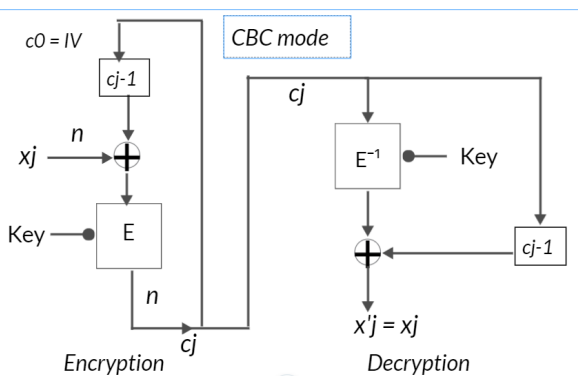 c0 = IV
CBC mode
cj-1
cj
n
xj
E⁻¹
Key
Key
E
cj-1
n
cj
x'j = xj
Encryption
Decryption